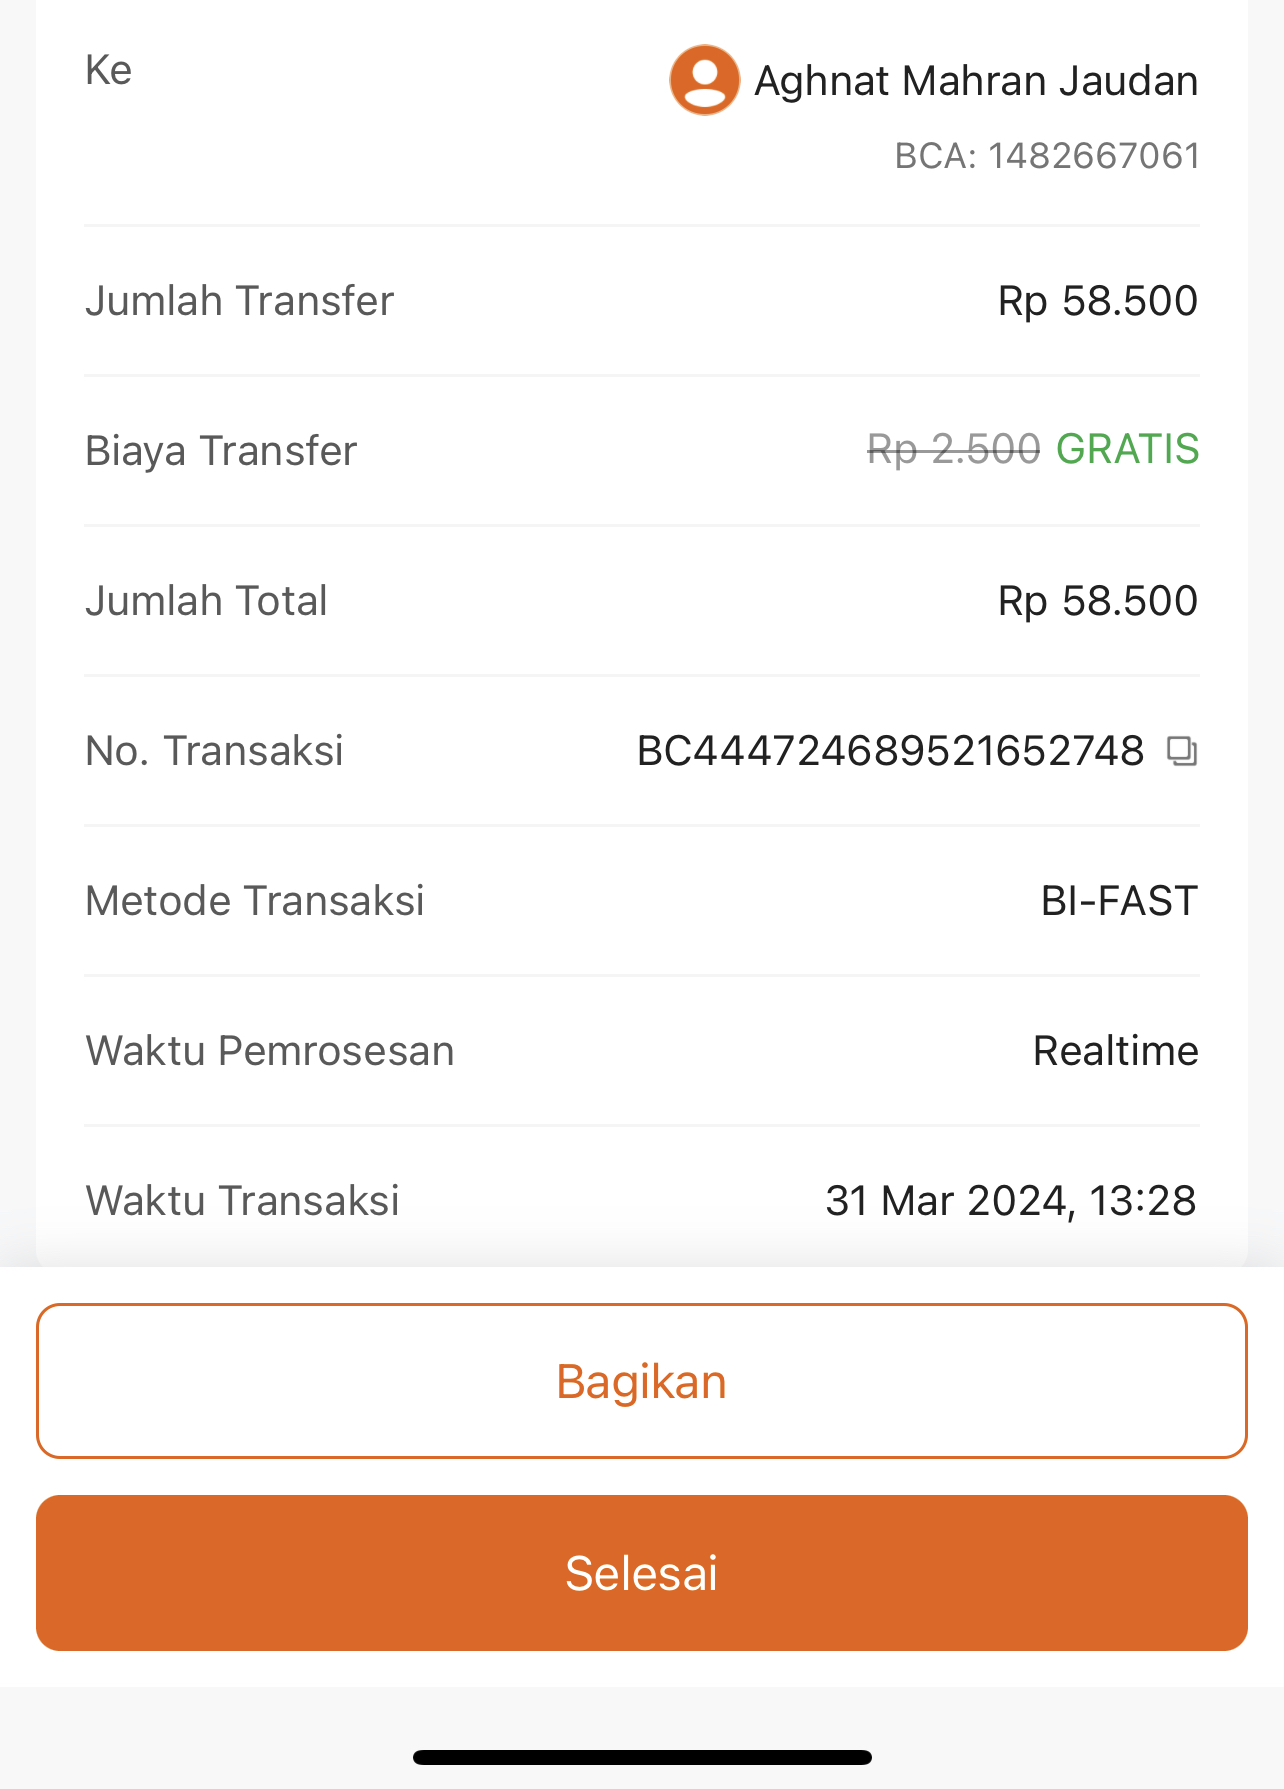 Ke
Aghnat Mahran Jaudan
BCA: 1482667061
Jumlah Transfer Rp 58.500
Biaya Transfer Rp 2.500 GRATIS
Jumlah Total Rp 58.500
No. Transaksi BC444724689521652748
Metode Transaksi BI-FAST
Waktu Pemrosesan Realtime
Waktu Transaksi 31 Mar 2024, 13:28
Bagikan
Selesai